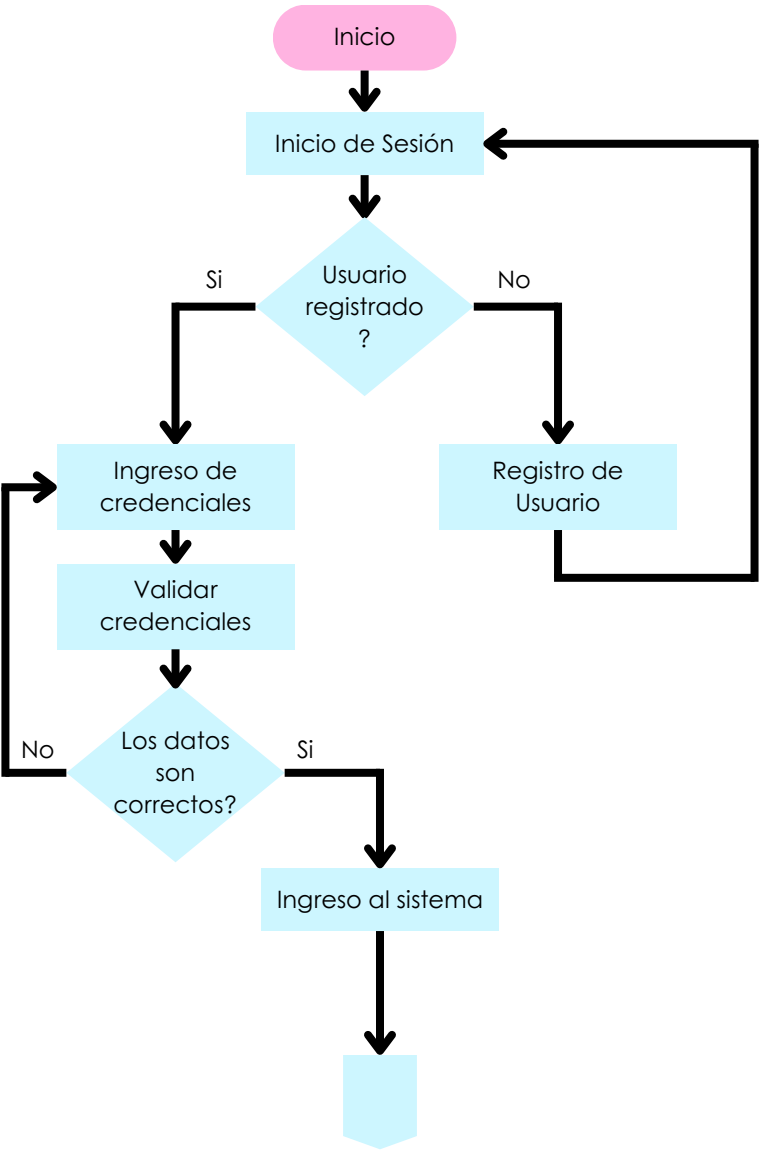 Inicio
Inicio de Sesión
Si
Usuario
registrado
?
No
Ingreso de
credenciales
Registro de
Usuario
Validar
credenciales
No
Los datos
son
correctos?
Si
Ingreso al sistema